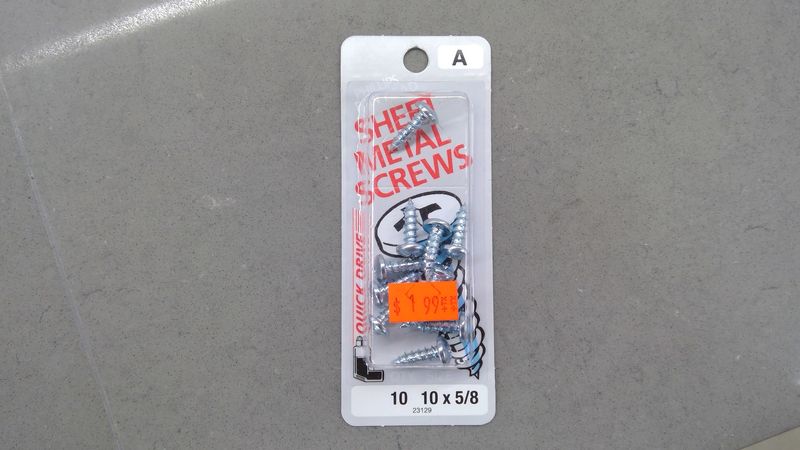 A
SHEET
METAL
SCREWS
QUICK DRIVE
$1 99
10 10 x 5/8
23129